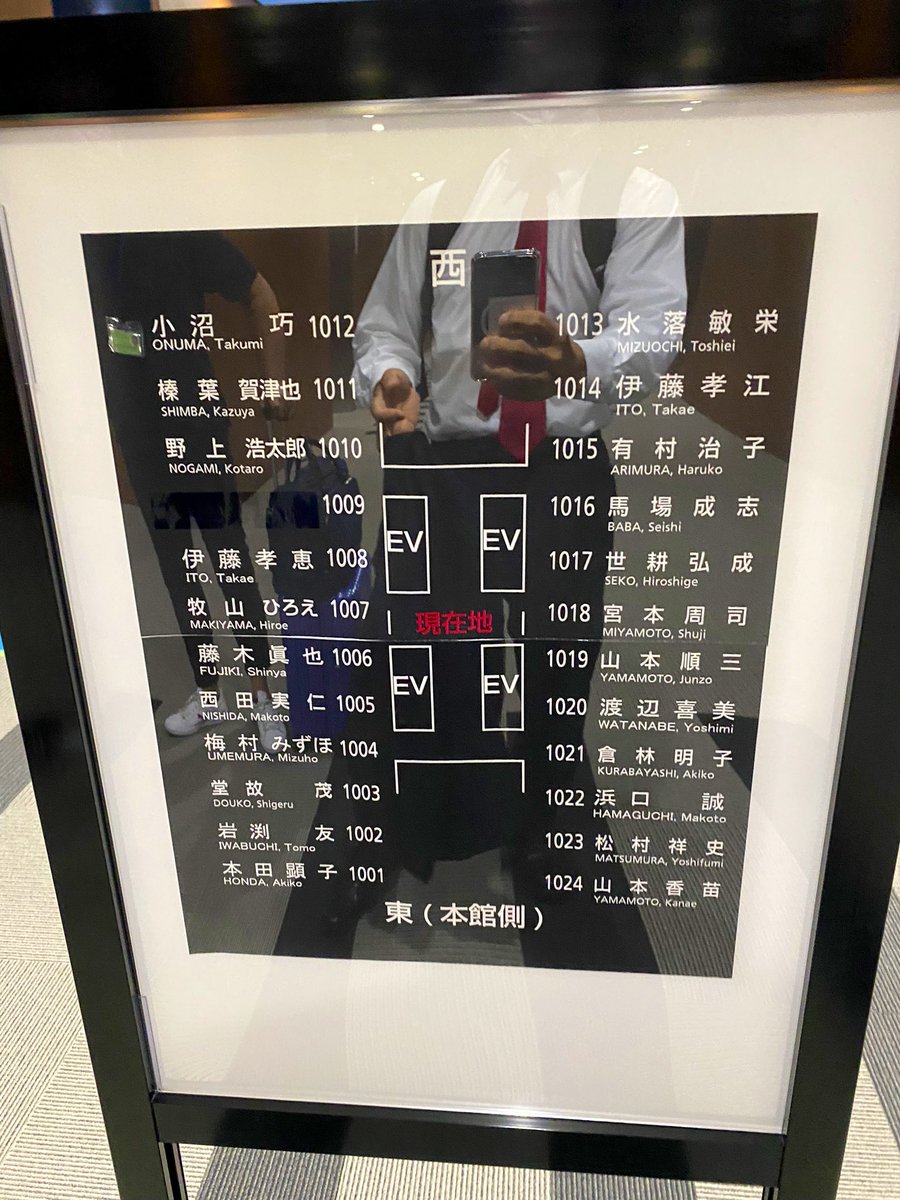 西
小沼 巧 1012
ONUMA, Takumi
榛葉 賀津也 1011
SHIMBA, Kazuya
野上 浩太郎 1010
NOGAMI, Kotaro
1009
伊藤孝恵 1008
ITO, Takae
牧山 ひろえ 1007
MAKIYAMA, Hiroe
藤木眞也 1006
FUJIKI, Shinya
西田実仁 1005
NISHIDA, Makoto
梅村みずほ 1004
UMEMURA, Mizuho
堂故 茂 1003
DOUKO, Shigeru
岩渕 友 1002
IWABUCHI, Tomo
本田顕子 1001
HONDA, Akiko
EV
EV
現在地
EV
EV
1013 水落敏栄
MIZUOCHI, Toshiei
1014 伊藤孝江
ITO, Takae
1015 有村治子
ARIMURA, Haruko
1016 馬場成志
BABA, Seishi
1017 世耕弘成
SEKO, Hiroshige
1018 宮本周司
MIYAMOTO, Shuji
1019 山本順三
YAMAMOTO, Junzo
1020 渡辺喜美
WATANABE, Yoshimi
1021 倉林明子
KURABAYASHI, Akiko
1022 浜口 誠
HAMAGUCHI, Makoto
1023 松村祥史
MATSUMURA, Yoshifumi
1024 山本香苗
YAMAMOTO, Kanae
東(本館側)